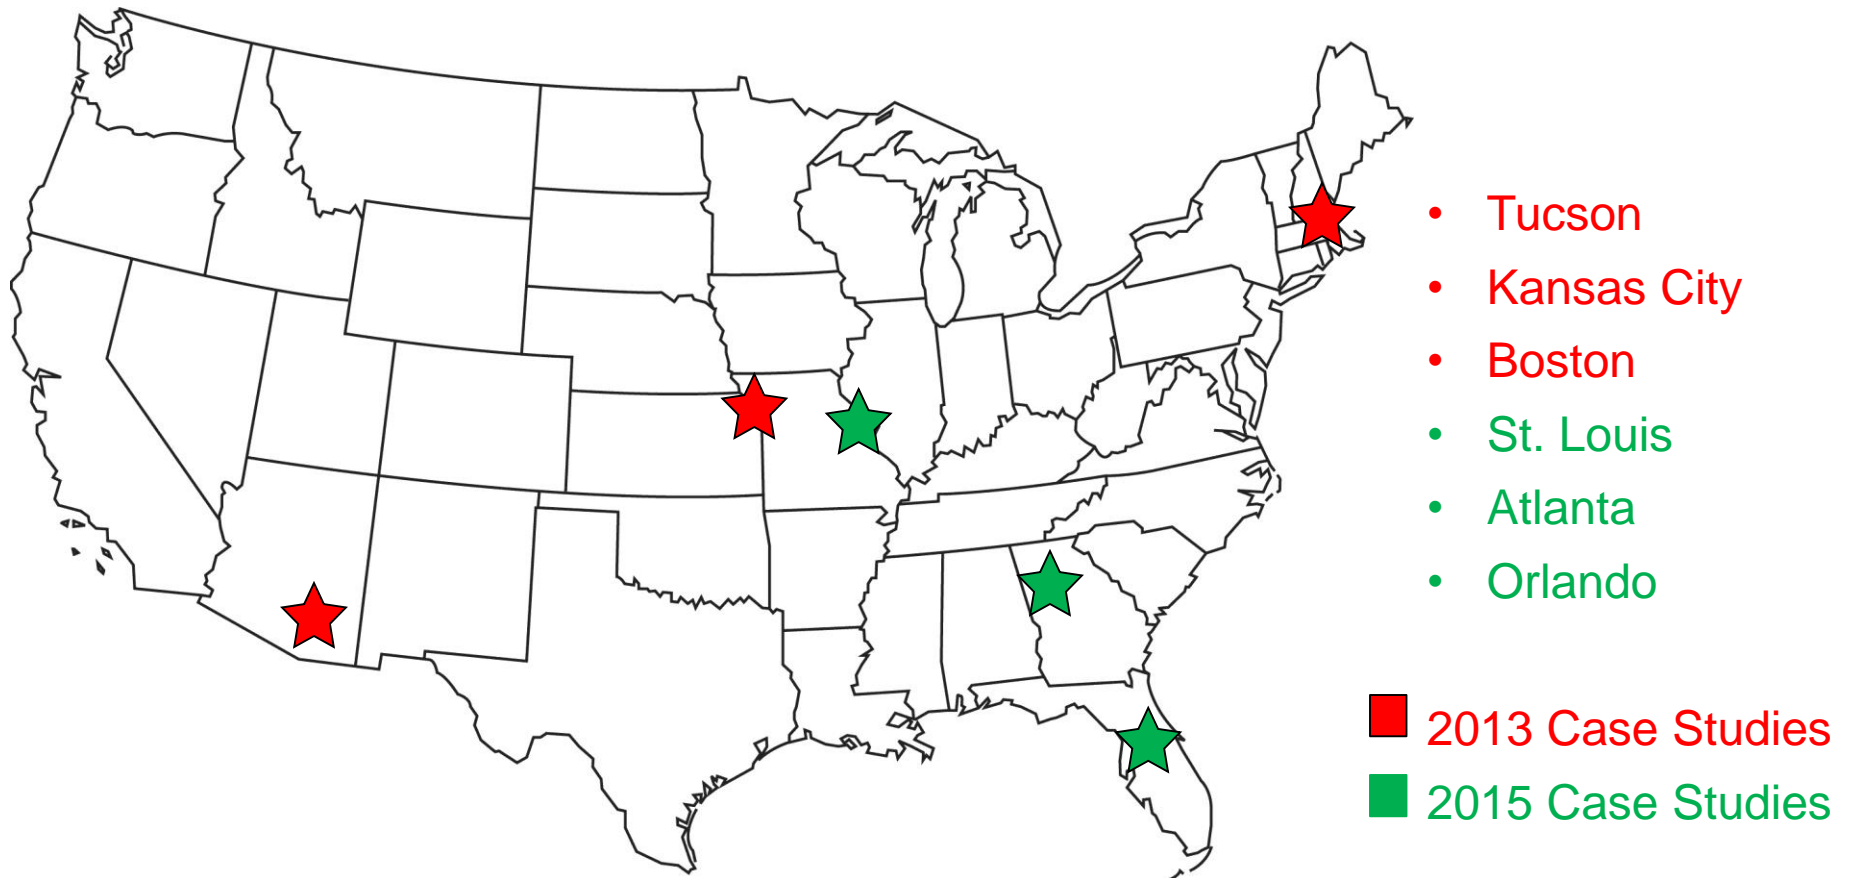 • Tucson
• Kansas City
• Boston
• St. Louis
• Atlanta
• Orlando
2013 Case Studies
2015 Case Studies